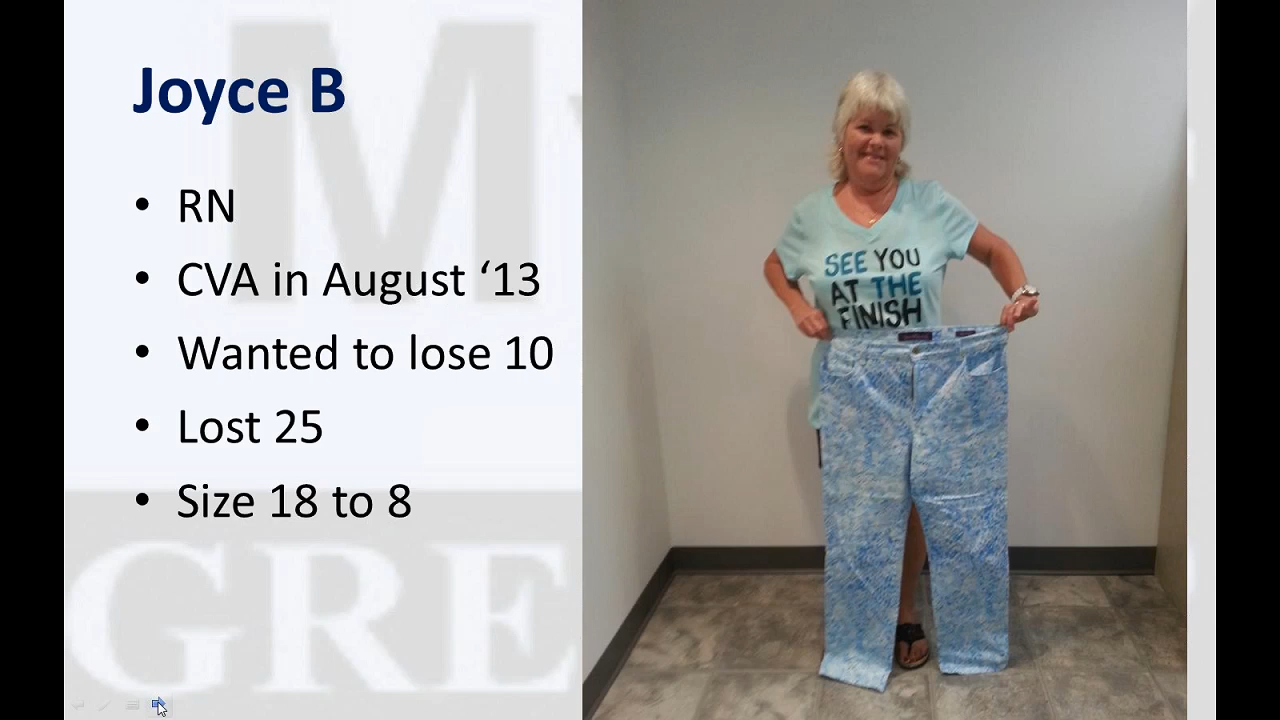 Joyce B
• RN
• CVA in August ‘13
• Wanted to lose 10
• Lost 25
• Size 18 to 8
SEE YOU
AT THE
FINISH
M
GRE